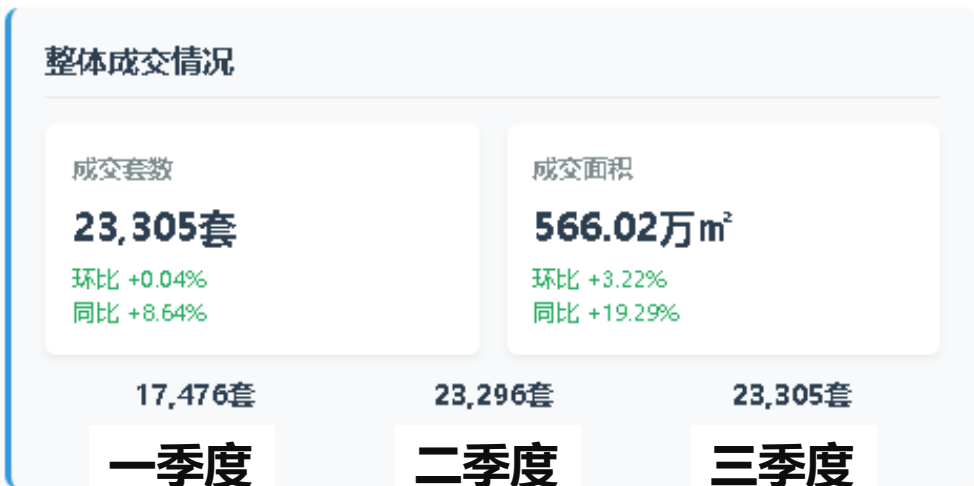 整体成交情况
成交套数
23,305套
环比 +0.04%
同比 +8.64%
成交面积
566.02万㎡
环比 +3.22%
同比 +19.29%
17,476套
23,296套
23,305套
一季度
二季度
三季度